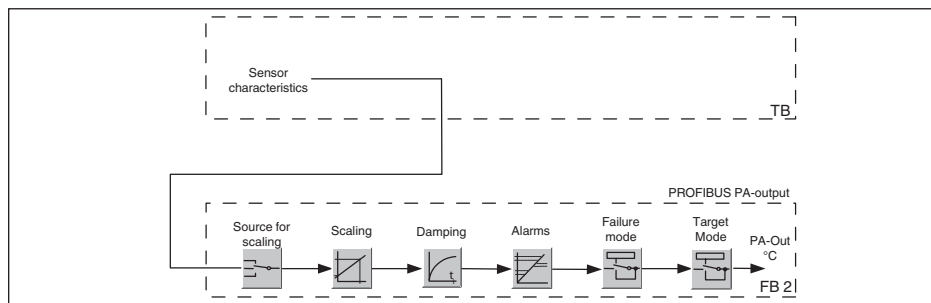 Sensor
characteristics
TB
PROFIBUS PA-output
Source for
scaling
Scaling
Damping
t
Alarms
Failure
mode
Target
Mode
PA-Out
°C
FB 2